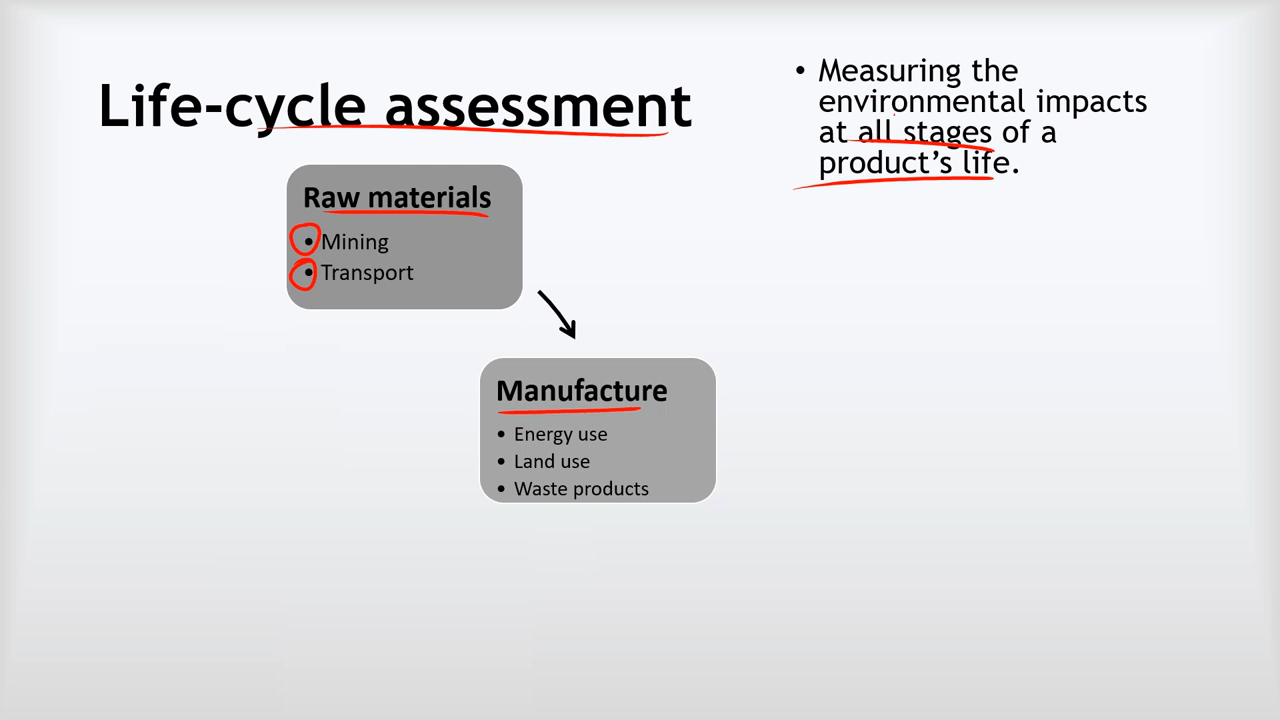 Life-cycle assessment
• Measuring the
environmental impacts
at all stages of a
product’s life.
Raw materials
• Mining
• Transport
Manufacture
• Energy use
• Land use
• Waste products